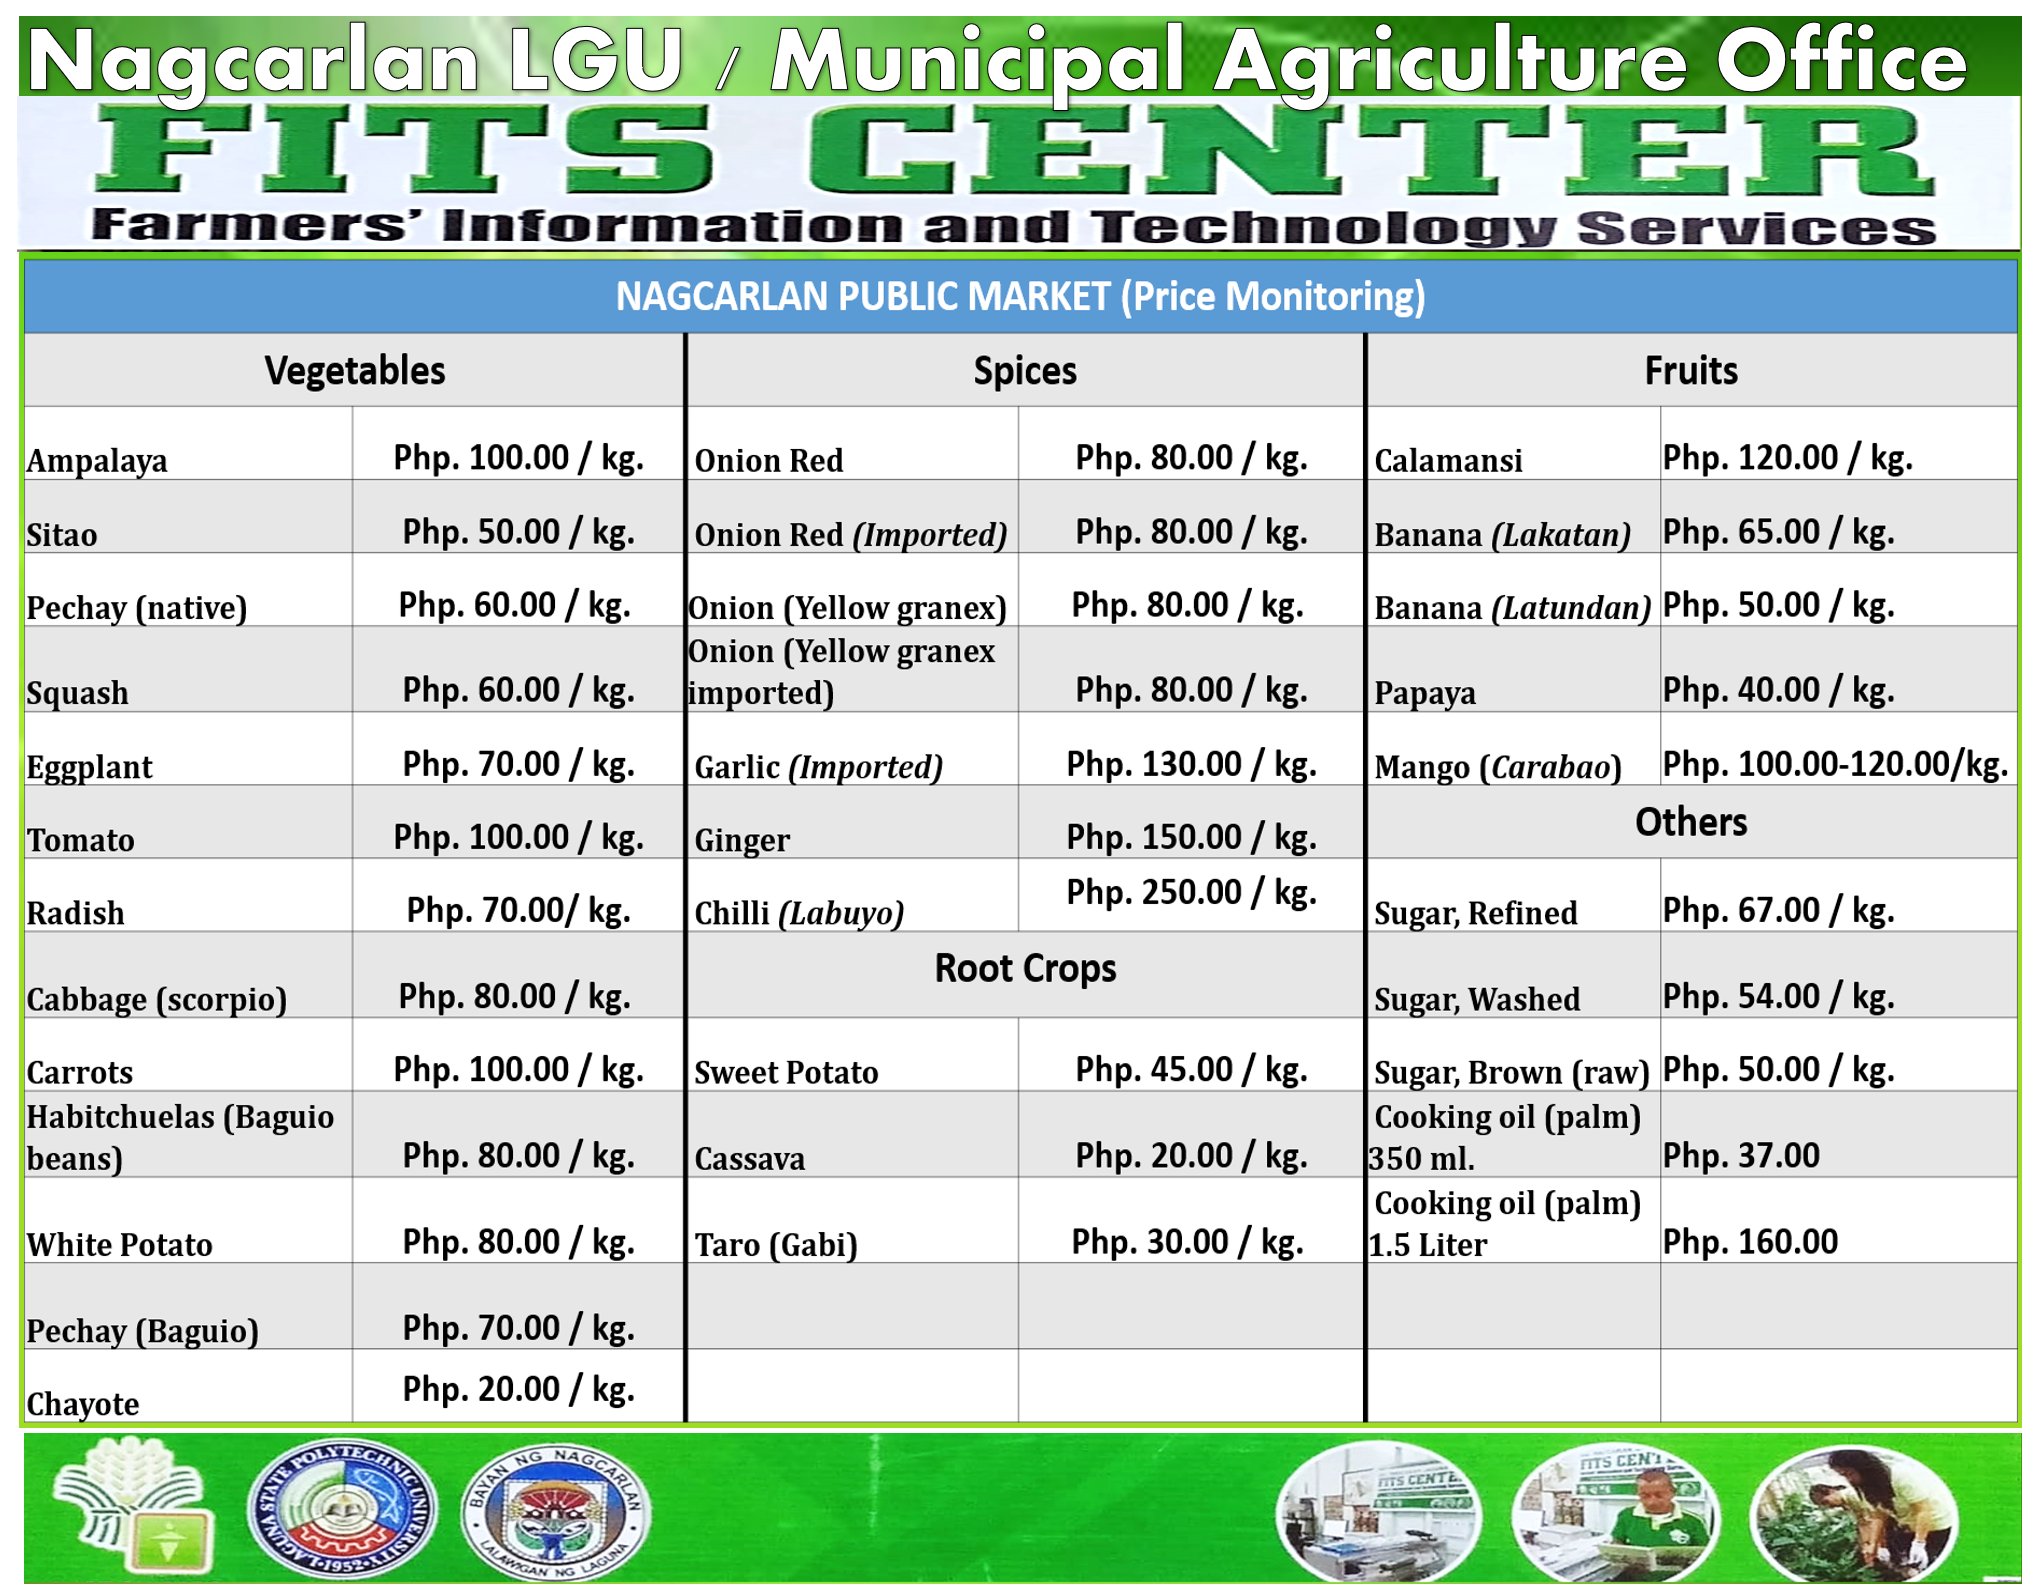 Nagcarlan LGU / Municipal Agriculture Office
FITS CENTER
Farmers' Information and Technology Services
NAGCARLAN PUBLIC MARKET (Price Monitoring)
Vegetables Spices Fruits
Ampalaya Php. 100.00 / kg. Onion Red Php. 80.00 / kg. Calamansi Php. 120.00 / kg.
Sitao Php. 50.00 / kg. Onion Red (Imported) Php. 80.00 / kg. Banana (Lakatan) Php. 65.00 / kg.
Pechay (native) Php. 60.00 / kg. Onion (Yellow granex) Php. 80.00 / kg. Banana (Latundan) Php. 50.00 / kg.
Onion (Yellow granex
Squash Php. 60.00 / kg. imported) Php. 80.00 / kg. Papaya Php. 40.00 / kg.
Eggplant Php. 70.00 / kg. Garlic (Imported) Php. 130.00 / kg. Mango (Carabao) Php. 100.00-120.00/kg.
Tomato Php. 100.00 / kg. Ginger Php. 150.00 / kg. Others
Radish Php. 70.00/ kg. Chilli (Labuyo) Php. 250.00 / kg. Sugar, Refined Php. 67.00 / kg.
Cabbage (scorpio) Php. 80.00 / kg. Root Crops Sugar, Washed Php. 54.00 / kg.
Carrots Php. 100.00 / kg. Sweet Potato Php. 45.00 / kg. Sugar, Brown (raw) Php. 50.00 / kg.
Habitchuelas (Baguio Cooking oil (palm)
beans) Php. 80.00 / kg. Cassava Php. 20.00 / kg. 350 ml. Php. 37.00
Cooking oil (palm)
White Potato Php. 80.00 / kg. Taro (Gabi) Php. 30.00 / kg. 1.5 Liter Php. 160.00
Pechay (Baguio) Php. 70.00 / kg.
Chayote Php. 20.00 / kg.
LAGUNA STATE POLYTECHNIC UNIVERSITY
1952
BAYAN NG NAGCARLAN
LALAWIGAN NG LAGUNA
FITS CENTE
FITS CENT